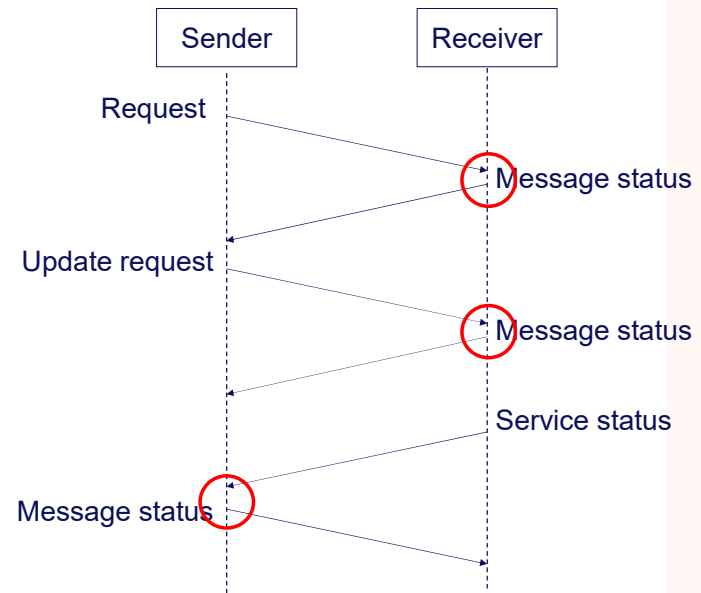 Sender
Receiver
Request
Message status
Update request
Message status
Service status
Message status